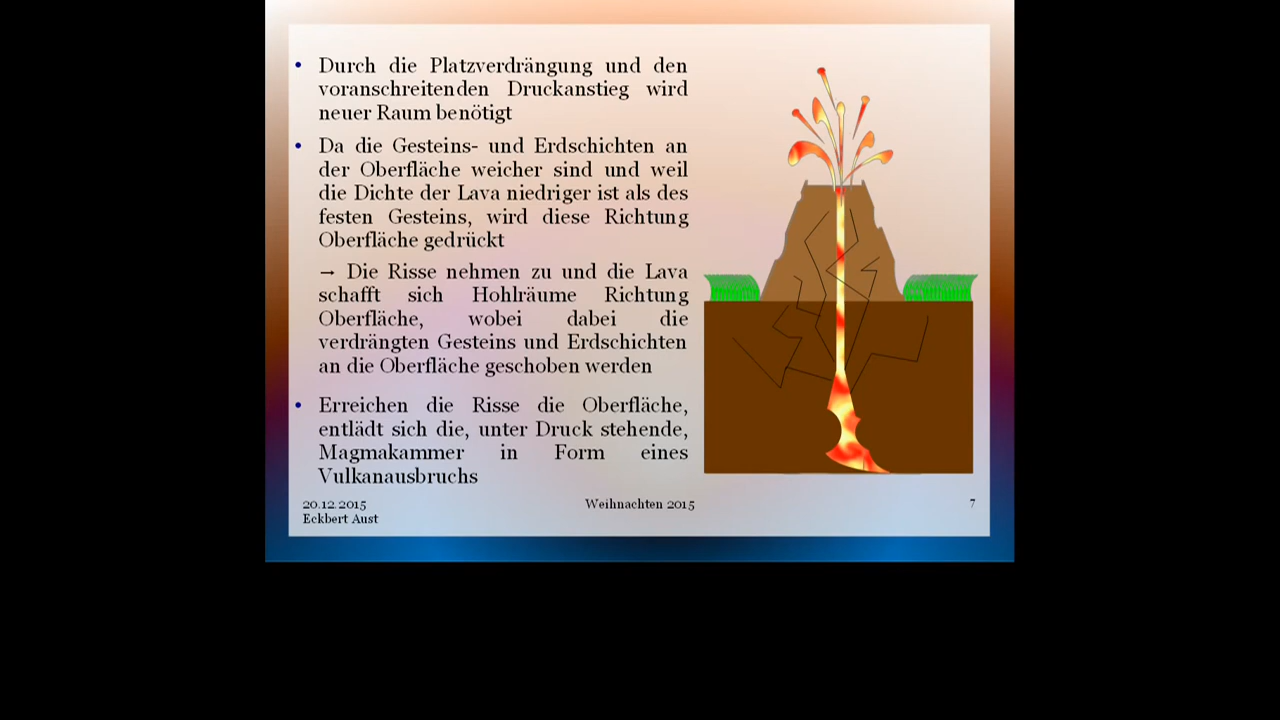 • Durch die Platzverdrängung und den
voranschreitenden Druckanstieg wird
neuer Raum benötigt
• Da die Gesteins- und Erdschichten an
der Oberfläche weicher sind und weil
die Dichte der Lava niedriger ist als des
festen Gesteins, wird diese Richtung
Oberfläche gedrückt
→ Die Risse nehmen zu und die Lava
schafft sich Hohlräume Richtung
Oberfläche, wobei dabei die
verdrängten Gesteins und Erdschichten
an die Oberfläche geschoben werden
• Erreichen die Risse die Oberfläche,
entlädt sich die, unter Druck stehende,
Magmakammer in Form eines
Vulkanausbruchs
20.12.2015
Eckbert Aust
Weihnachten 2015
7